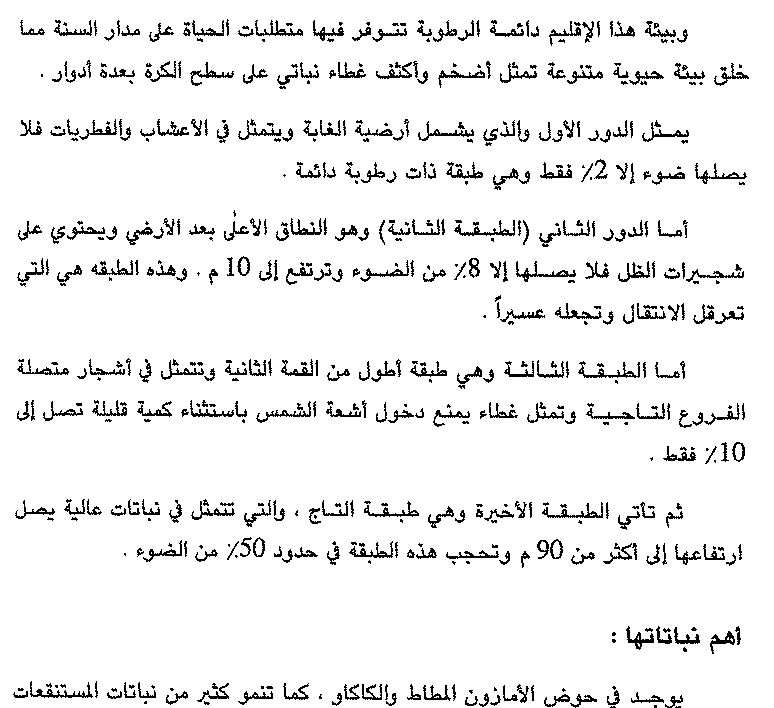 وبيئة هذا الإقليم دائمة الرطوبة تتوفر فيها متطلبات الحياة على مدار السنة مما
خلق بيئة حيوية متنوعة تمثل أضخم وأكثف غطاء نباتي على سطح الكرة بعدة أدوار .
يمثل الدور الأول والذي يشمل أرضية الغابة ويتمثل في الأعشاب والفطريات فلا
يصلها ضوء إلا 2٪ فقط وهي طبقة ذات رطوبة دائمة .
أما الدور الثاني (الطبقة الثانية) وهو النطاق الأعلى بعد الأرضي ويحتوي على
شجيرات الظل فلا يصلها إلا 8٪ من الضوء وترتفع إلى 10 م . وهذه الطبقه هي التي
تعرقل الانتقال وتجعله عسيراً .
أما الطبقة الثالثة وهي طبقة أطول من القمة الثانية وتتمثل في أشجار متصلة
الفروع التاجية وتمثل غطاء يمنع دخول أشعة الشمس باستثناء كمية قليلة تصل إلى
10٪ فقط .
ثم تأتي الطبقة الأخيرة وهي طبقة التاج ، والتي تتمثل في نباتات عالية يصل
ارتفاعها إلى أكثر من 90 م وتحجب هذه الطبقة في حدود 50٪ من الضوء .
أهم نباتاتها :
يوجد في حوض الأمازون المطاط والكاكاو ، كما تنمو كثير من نباتات المستنقعات